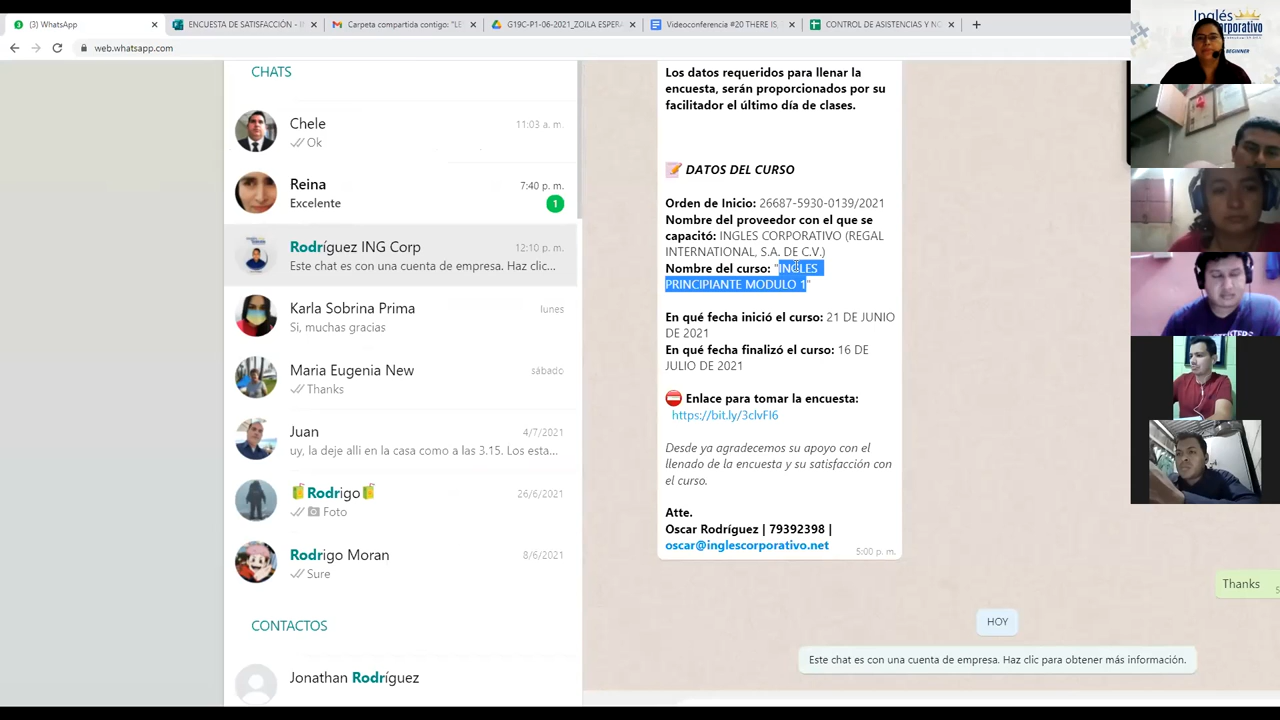 (3) WhatsApp
ENCUESTA DE SATISFACCIÓN - I
Carpeta compartida contigo: "LE
G19C-P1-06-2021_ZOILA ESPER
Videoconferencia #20 THERE IS,
CONTROL DE ASISTENCIAS Y NO
web.whatsapp.com
CHATS
Chele
11:03 a. m.
Ok
Reina
7:40 p. m.
Excelente
1
Rodríguez ING Corp
12:10 p. m.
Este chat es con una cuenta de empresa. Haz clic...
Karla Sobrina Prima
lunes
Si, muchas gracias
Maria Eugenia New
sábado
Thanks
Juan
4/7/2021
uy, la deje alli en la casa como a las 3.15. Los esta...
Rodrigo
26/6/2021
Foto
Rodrigo Moran
8/6/2021
Sure
CONTACTOS
Jonathan Rodríguez
Los datos requeridos para llenar la
encuesta, serán proporcionados por su
facilitador el último día de clases.
DATOS DEL CURSO
Orden de Inicio: 26687-5930-0139/2021
Nombre del proveedor con el que se
capacitó: INGLES CORPORATIVO (REGAL
INTERNATIONAL, S.A. DE C.V.)
Nombre del curso: "INGLES
PRINCIPIANTE MODULO 1"
En qué fecha inició el curso: 21 DE JUNIO
DE 2021
En qué fecha finalizó el curso: 16 DE
JULIO DE 2021
Enlace para tomar la encuesta:
https://bit.ly/3clvFI6
Desde ya agradecemos su apoyo con el
llenado de la encuesta y su satisfacción con
el curso.
Atte.
Oscar Rodríguez | 79392398 |
oscar@inglescorporativo.net
5:00 p. m.
Thanks
HOY
Este chat es con una cuenta de empresa. Haz clic para obtener más información.
Inglés
BEGINNER